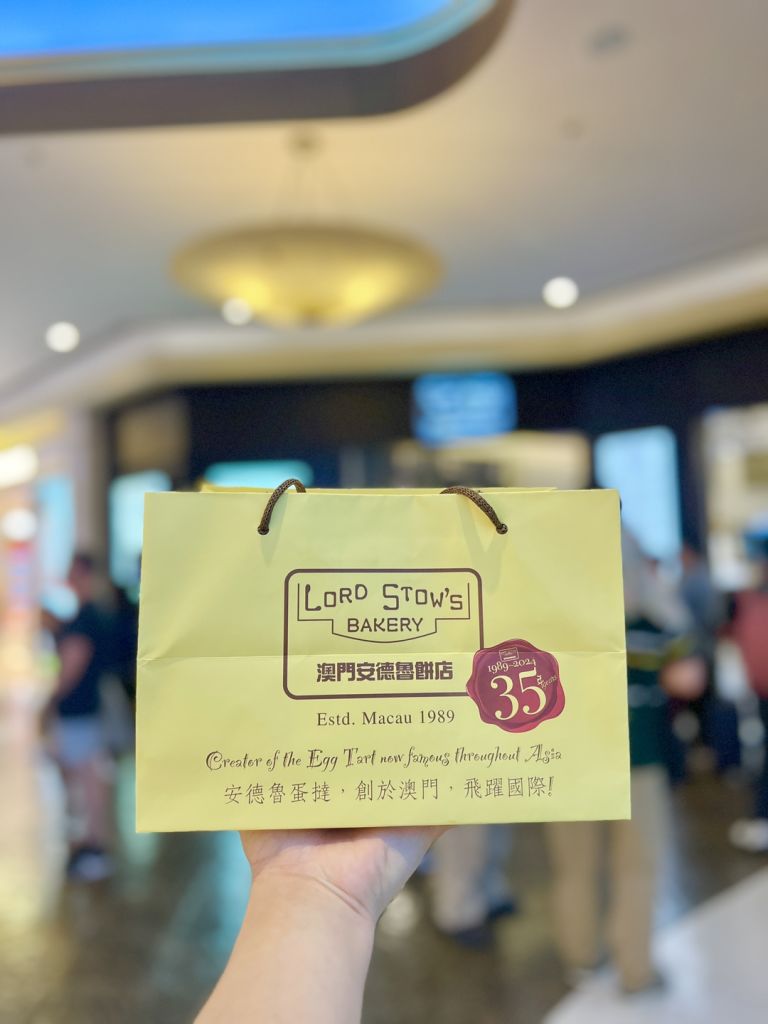 LORD STOW'S
BAKERY
澳門安德魯餅店
1989-2024
35
Years
Estd. Macau 1989
Creator of the Egg Tart now famous throughout Asia
安德魯蛋撻，創於澳門，飛躍國際!